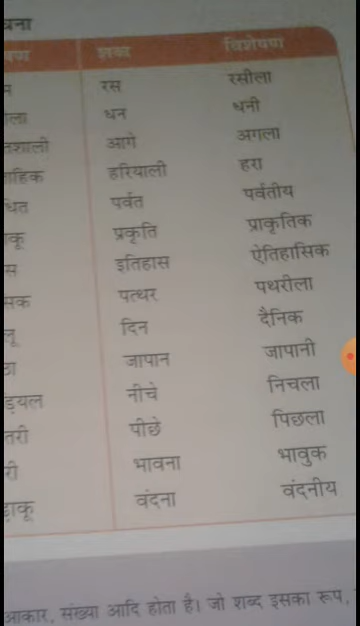 षण शब्द विशेषण
रस रसीला
धन धनी
आगे अगला
हरियाली हरा
पर्वत पर्वतीय
प्रकृति प्राकृतिक
इतिहास ऐतिहासिक
पत्थर पथरीला
दिन दैनिक
जापान जापानी
नीचे निचला
पीछे पिछला
भावना भावुक
वंदना वंदनीय
आकार, संख्या आदि होता है। जो शब्द इसका रूप,